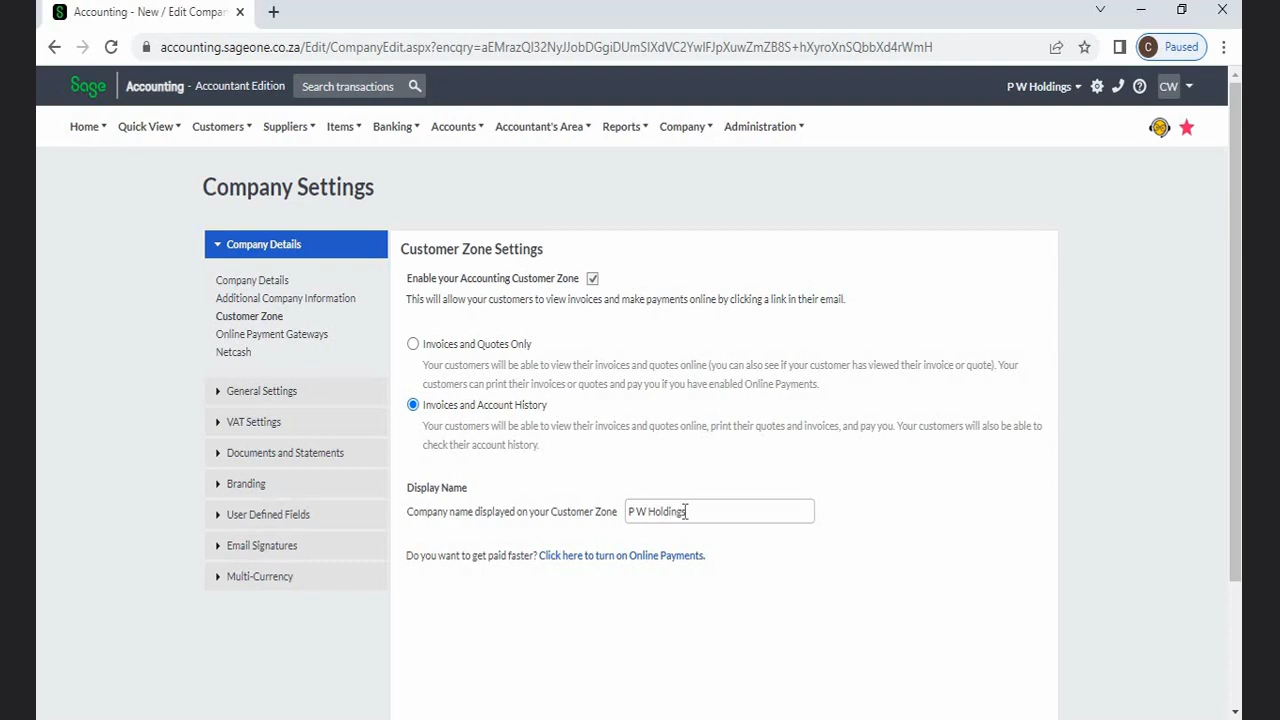 Accounting - New / Edit Compar
accounting.sageone.co.za/Edit/CompanyEdit.aspx?encqry=aEMrazQI32NyJJobDGgiDUmSIXdVC2YwIFJpXuwZmZB8S+hXyroXnSQbbXd4rWmH
C Paused
Sage Accounting - Accountant Edition Search transactions P W Holdings CW
Home Quick View Customers Suppliers Items Banking Accounts Accountant's Area Reports Company Administration
Company Settings
Company Details
Company Details
Additional Company Information
Customer Zone
Online Payment Gateways
Netcash
General Settings
VAT Settings
Documents and Statements
Branding
User Defined Fields
Email Signatures
Multi-Currency
Customer Zone Settings
Enable your Accounting Customer Zone
This will allow your customers to view invoices and make payments online by clicking a link in their email.
Invoices and Quotes Only
Your customers will be able to view their invoices and quotes online (you can also see if your customer has viewed their invoice or quote). Your
customers can print their invoices or quotes and pay you if you have enabled Online Payments.
Invoices and Account History
Your customers will be able to view their invoices and quotes online, print their quotes and invoices, and pay you. Your customers will also be able to
check their account history.
Display Name
Company name displayed on your Customer Zone P W Holdings
Do you want to get paid faster? Click here to turn on Online Payments.